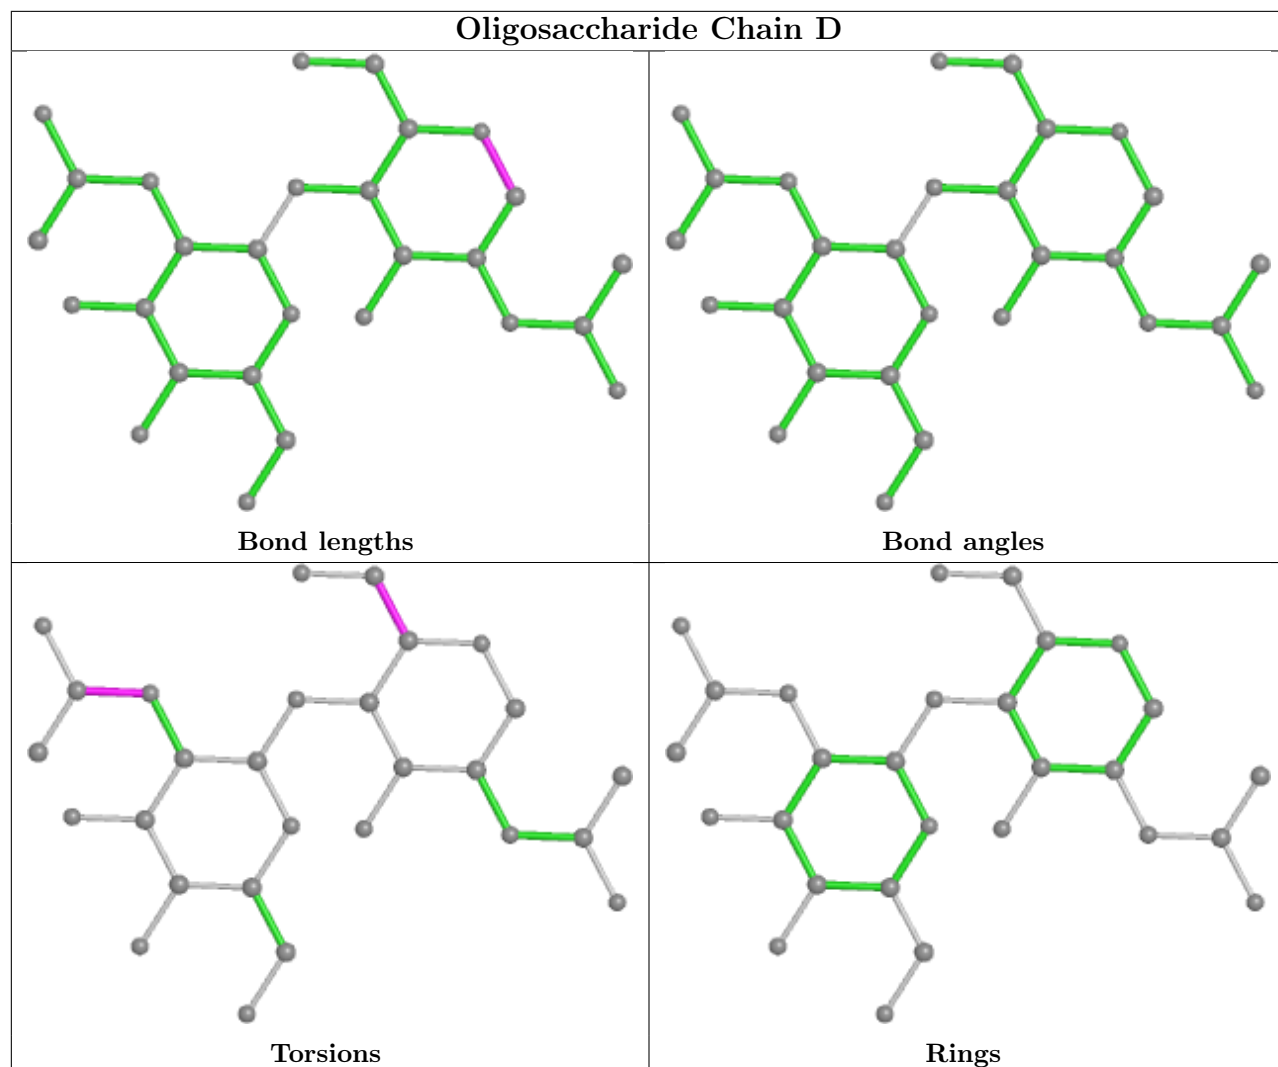 Oligosaccharide Chain D
Bond lengths
Bond angles
Torsions
Rings